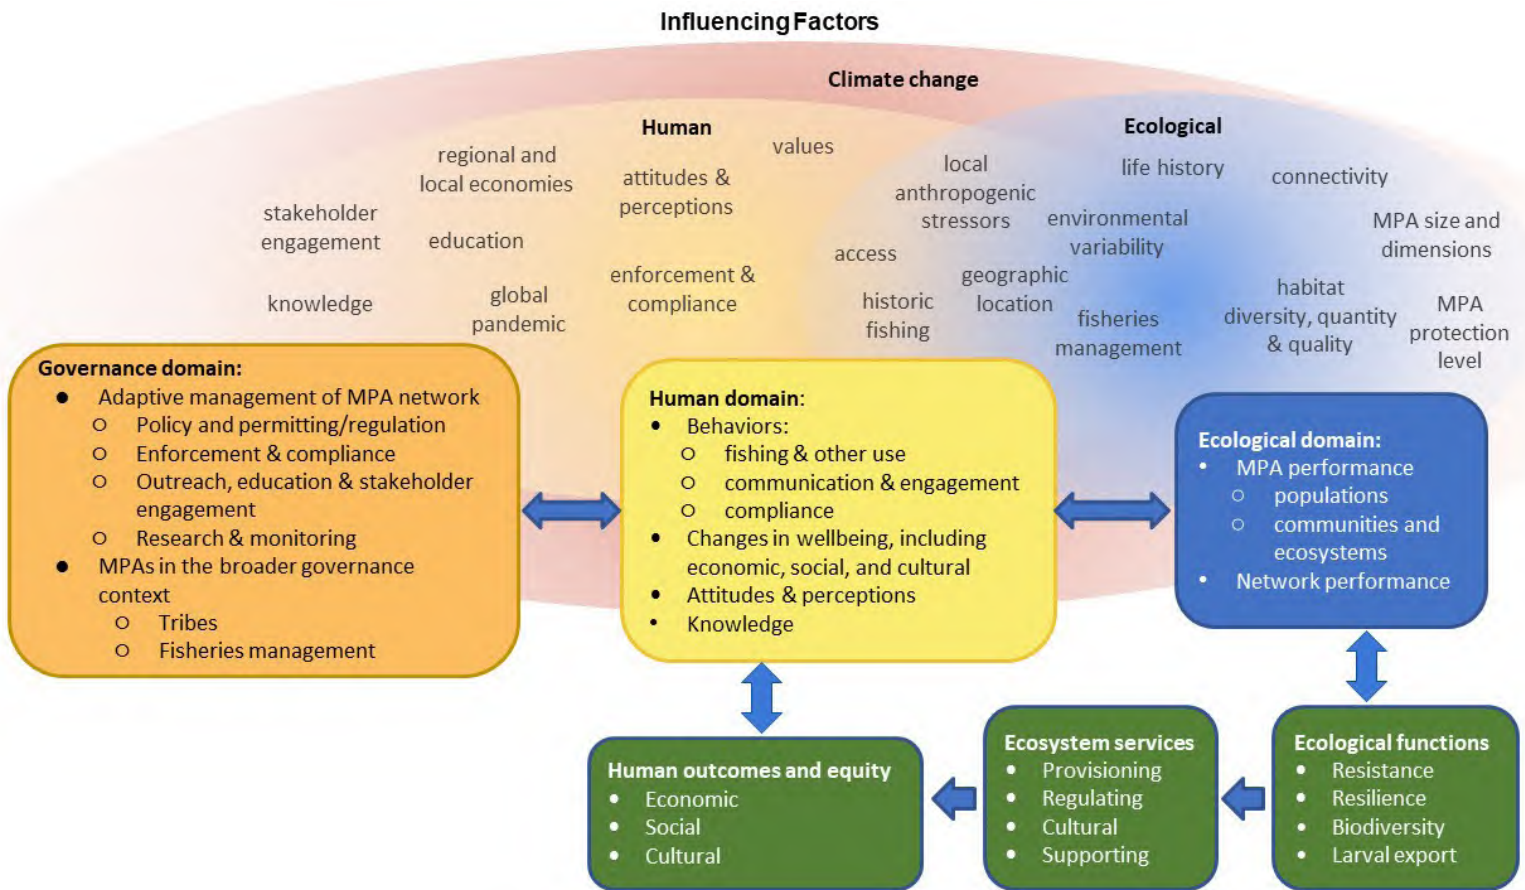 Influencing Factors
Climate change
Human
Ecological
values
regional and
local economies
attitudes &
perceptions
stakeholder
engagement
education
knowledge
global
pandemic
enforcement &
compliance
local
anthropogenic
stressors
access
historic
fishing
geographic
location
life history
connectivity
environmental
variability
MPA size and
dimensions
fisheries
management
habitat
diversity, quantity
& quality
MPA
protection
level
Governance domain:
● Adaptive management of MPA network
○ Policy and permitting/regulation
○ Enforcement & compliance
○ Outreach, education & stakeholder
engagement
○ Research & monitoring
● MPAs in the broader governance
context
○ Tribes
○ Fisheries management
Human domain:
• Behaviors:
○ fishing & other use
○ communication & engagement
○ compliance
• Changes in wellbeing, including
economic, social, and cultural
• Attitudes & perceptions
• Knowledge
Ecological domain:
• MPA performance
○ populations
○ communities and
ecosystems
• Network performance
Human outcomes and equity
• Economic
• Social
• Cultural
Ecosystem services
• Provisioning
• Regulating
• Cultural
• Supporting
Ecological functions
• Resistance
• Resilience
• Biodiversity
• Larval export